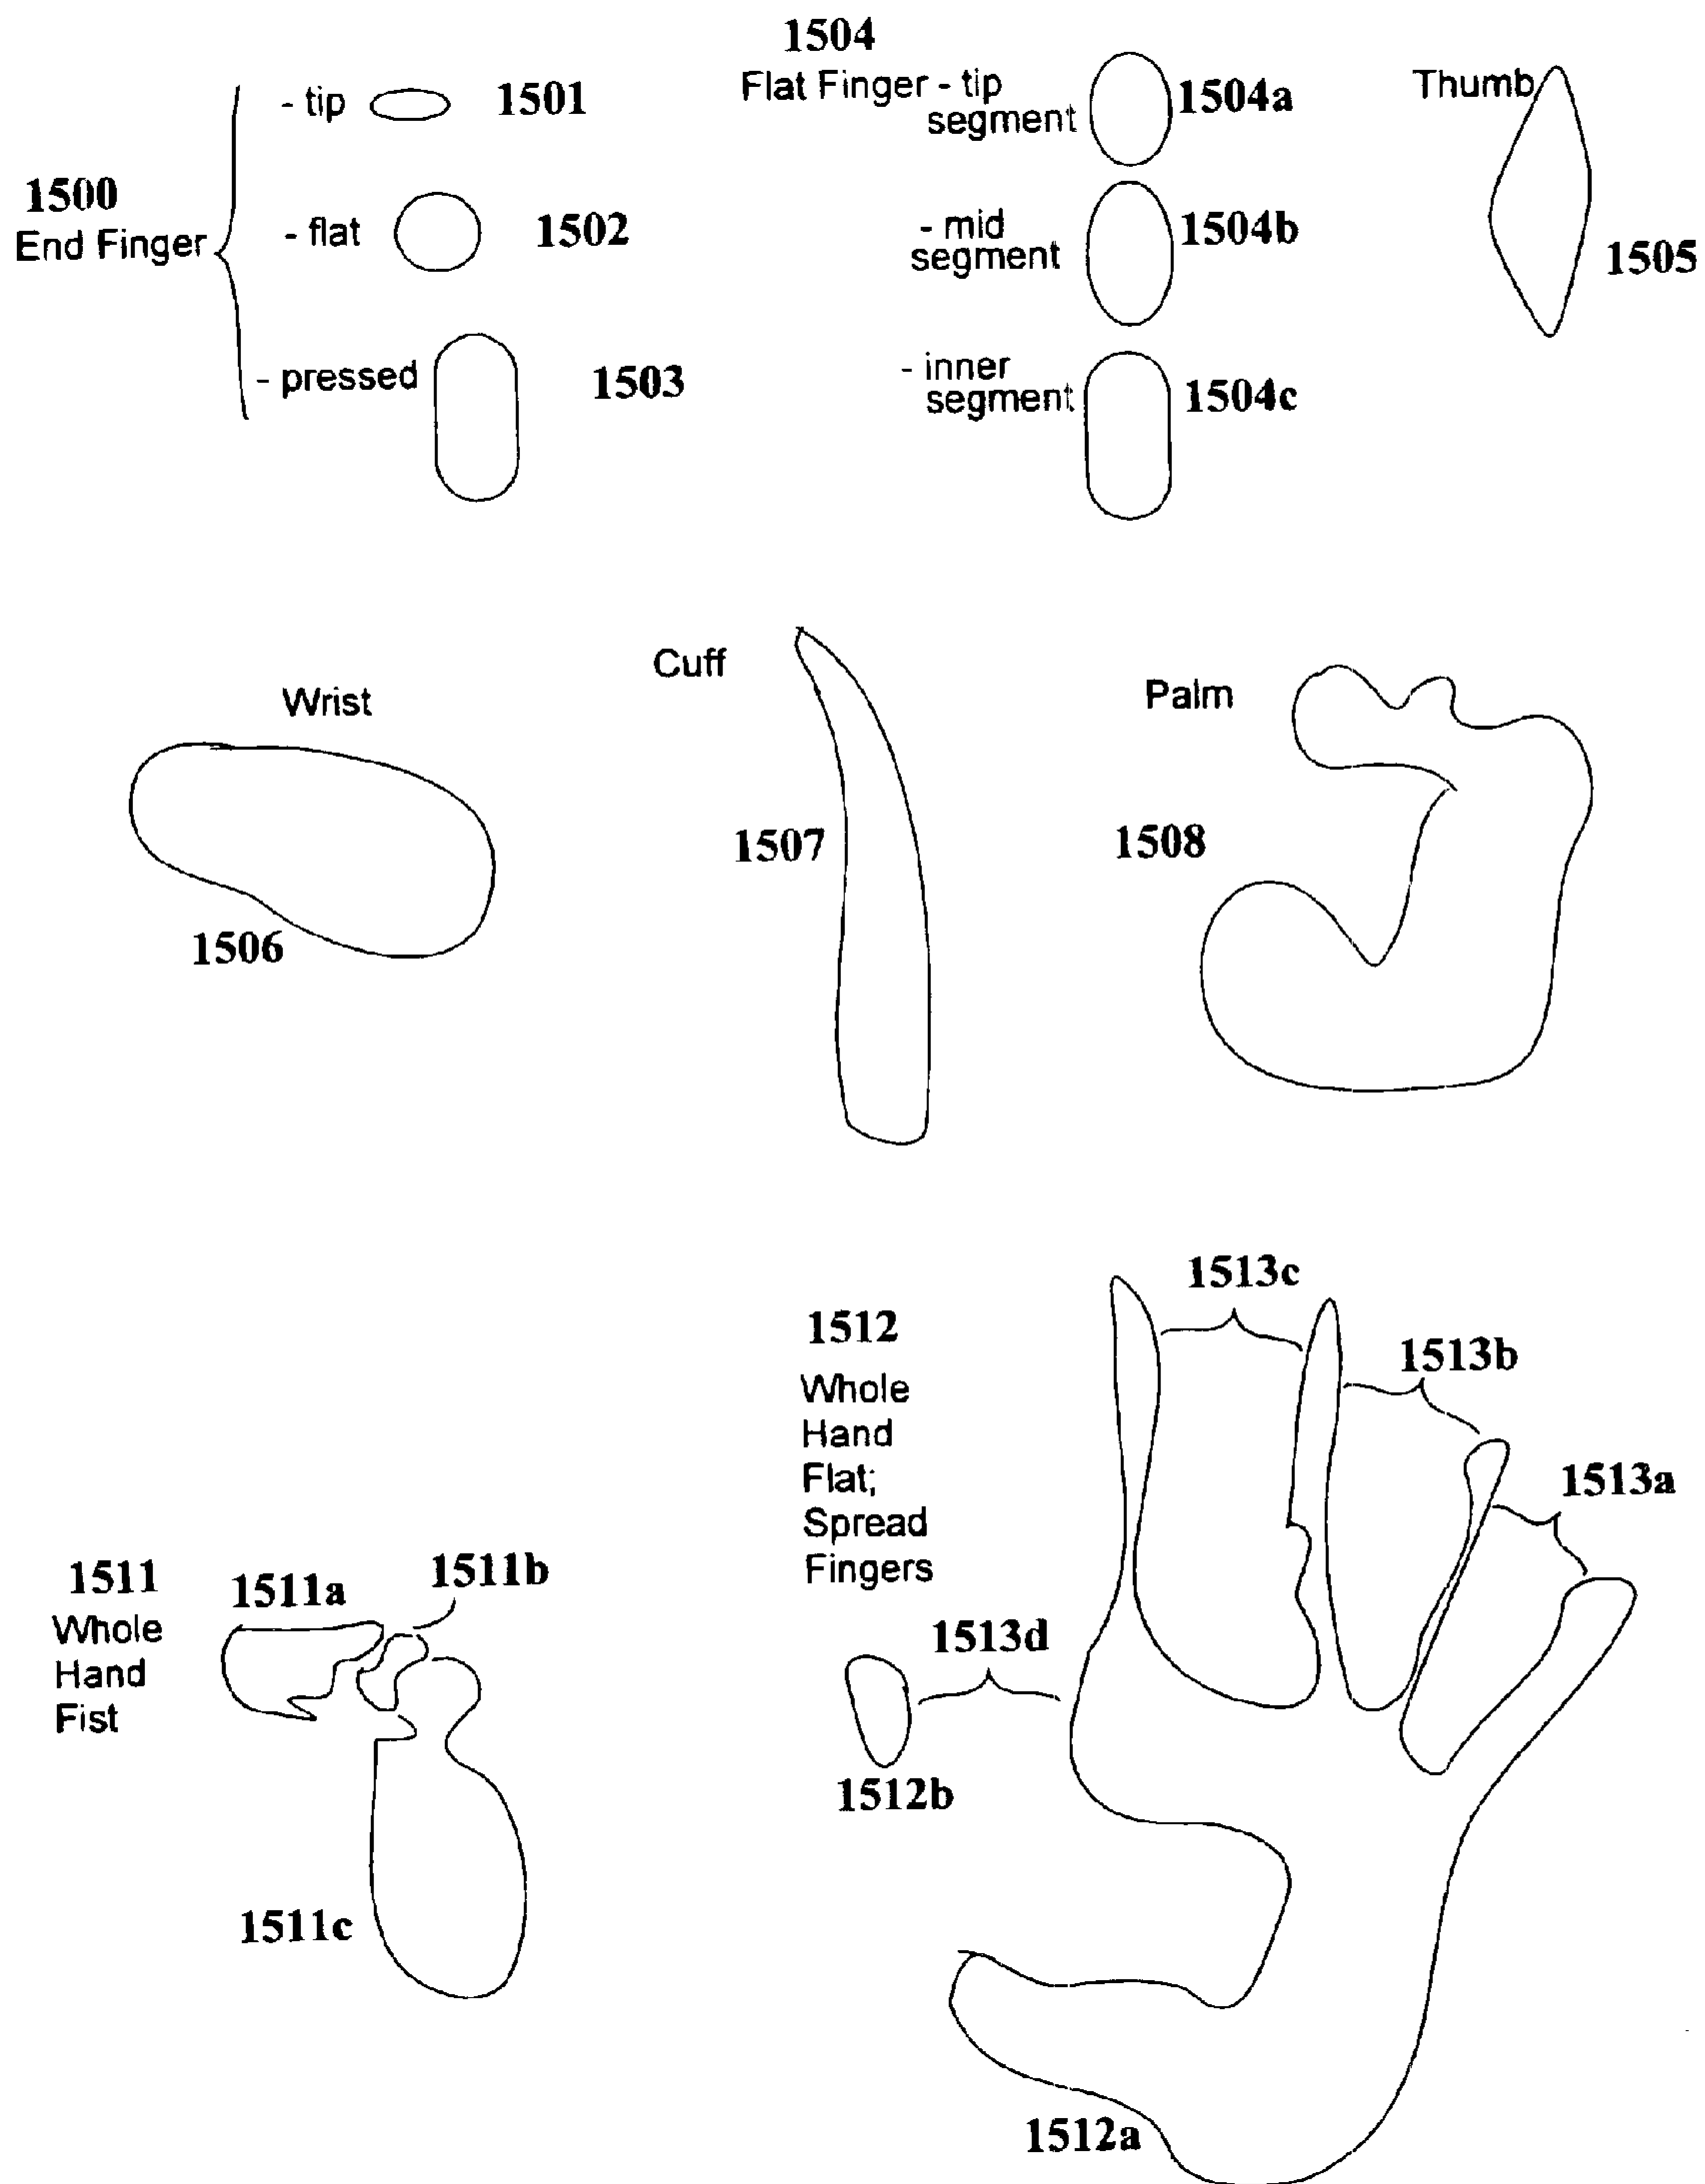 1500
End Finger
- tip 1501
- flat 1502
- pressed 1503
1504
Flat Finger - tip
segment 1504a
- mid
segment 1504b
- inner
segment 1504c
Thumb
1505
Wrist
1506
Cuff
1507
Palm
1508
1511
Whole
Hand
Fist
1511a
1511b
1511c
1512
Whole
Hand
Flat;
Spread
Fingers
1513c
1513b
1513a
1513d
1512b
1512a